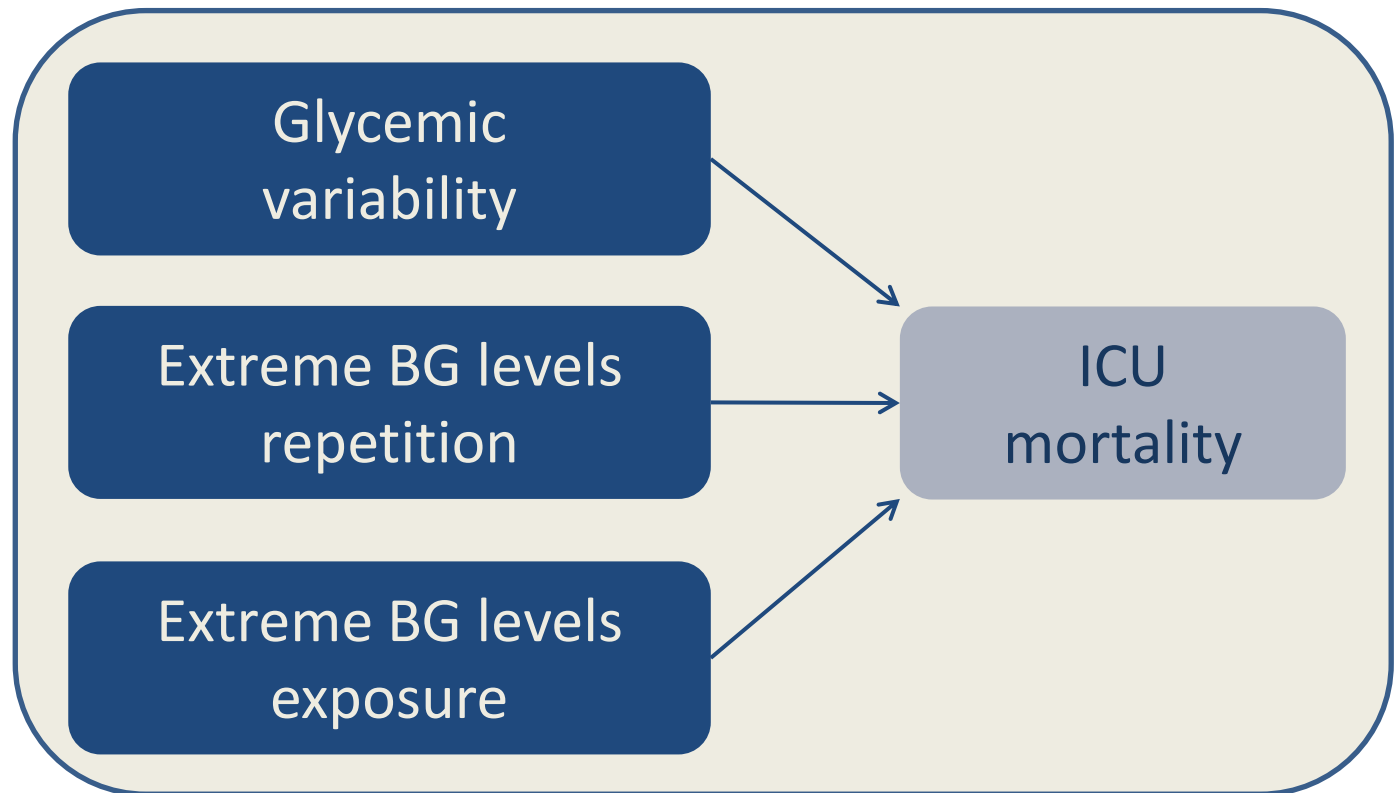 Glycemic
variability
Extreme BG levels
repetition
Extreme BG levels
exposure
ICU
mortality